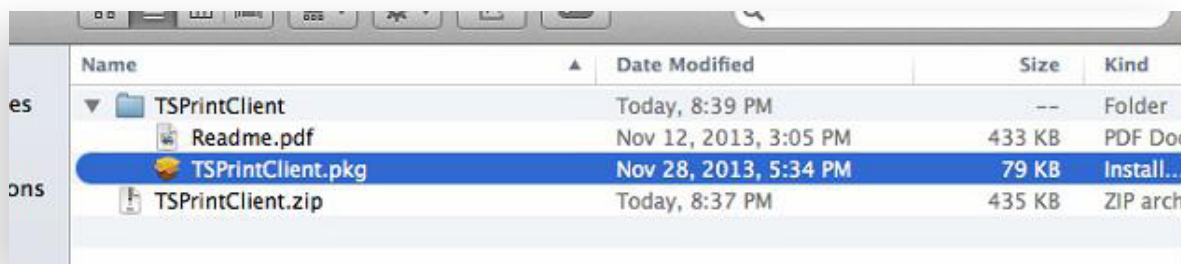 Name Date Modified Size Kind
es TSPrintClient Today, 8:39 PM -- Folder
Readme.pdf Nov 12, 2013, 3:05 PM 433 KB PDF Doc
TSPrintClient.pkg Nov 28, 2013, 5:34 PM 79 KB Install...
ons TSPrintClient.zip Today, 8:37 PM 435 KB ZIP arch